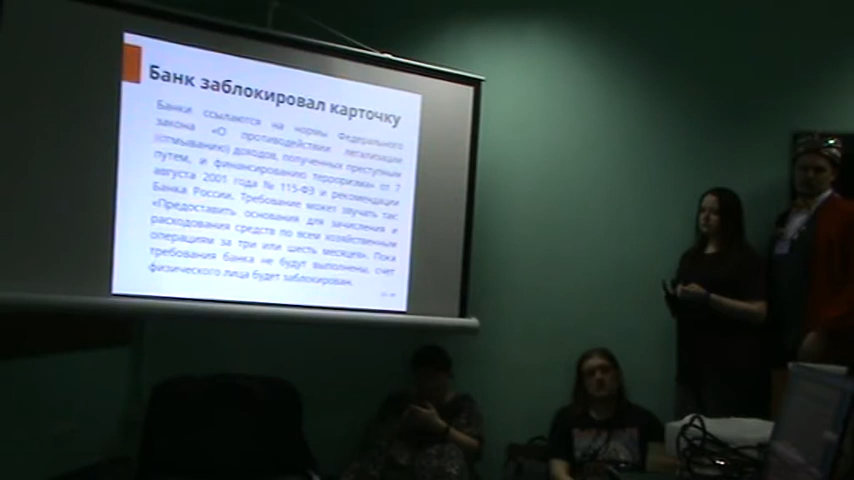 Банк заблокировал карточку
Банки ссылаются на нормы Федерального
закона «О противодействии легализации
(отмыванию) доходов, полученных преступным
путем, и финансированию терроризма» от 7
августа 2001 года № 115-ФЗ и рекомендации
Банка России. Требование может звучать так:
«Предоставить основания для зачисления и
расходования средств по всем хозяйственным
операциям за три или шесть месяцев». Пока
требования банка не будут выполнены, счет
физического лица будет заблокирован.